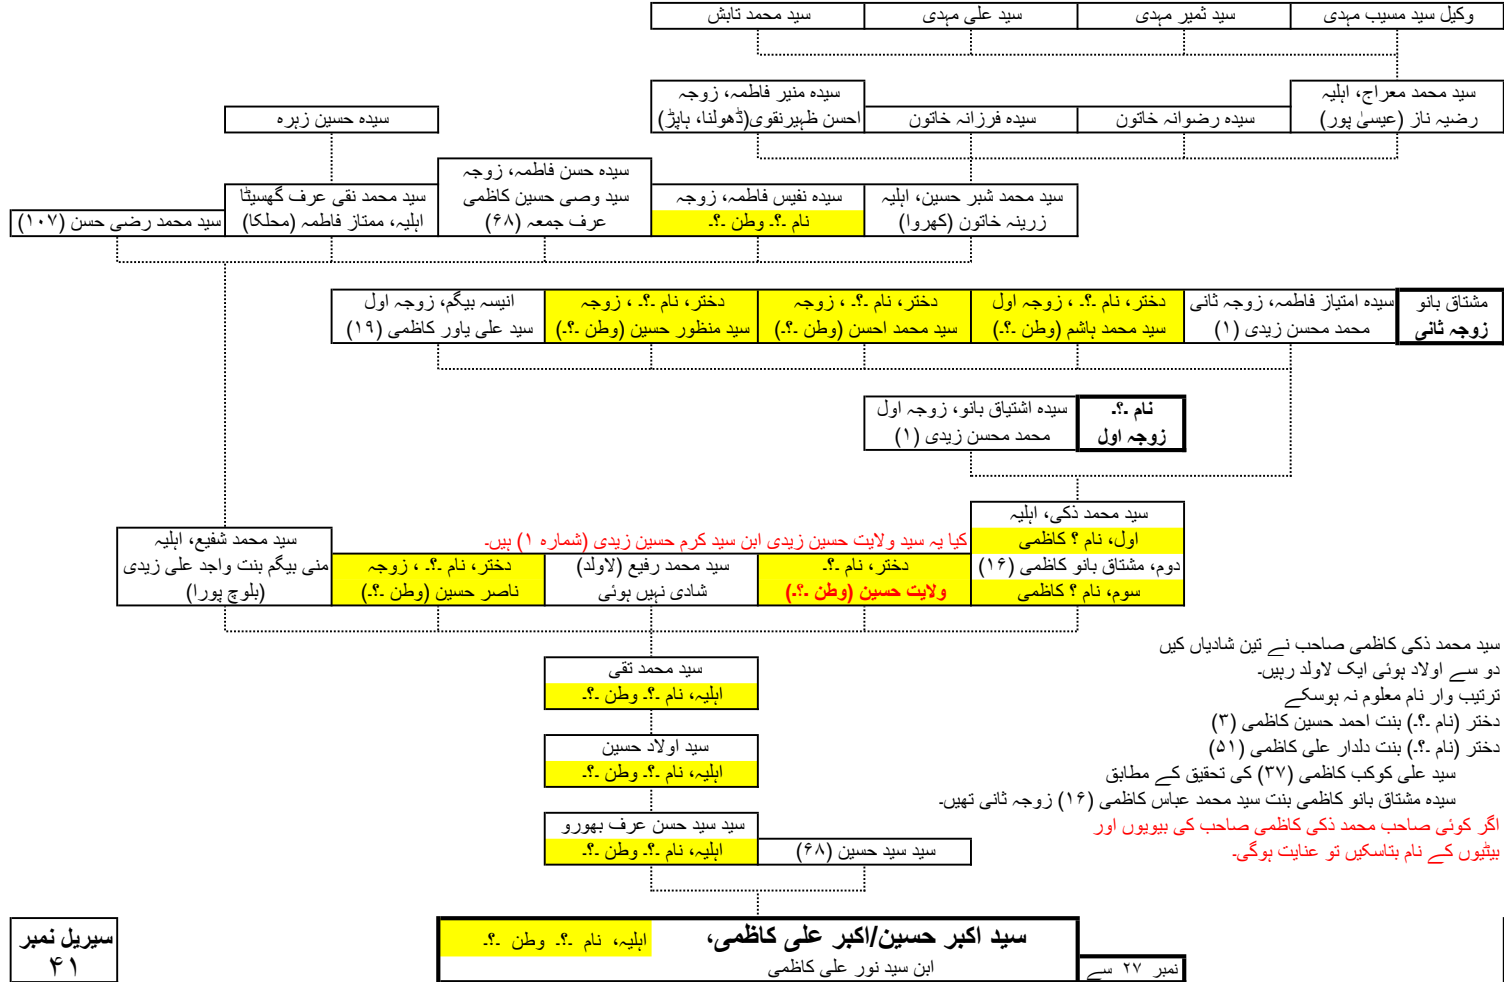 وکیل سید مسیب مہدی
سید ثمیر مہدی
سید علی مہدی
سید محمد تابش
سید محمد معراج، اہلیہ
رضیہ ناز (عیسیٰ پور)
سیدہ رضوانہ خاتون
سیدہ فرزانہ خاتون
سیدہ منیر فاطمہ، زوجہ
احسن ظہیرنقوی(ڈھولنا، ہاپڑ)
سیدہ حسین زہرہ
سید محمد شبر حسین، اہلیہ
زرینہ خاتون (کھروا)
سیدہ نفیس فاطمہ، زوجہ
نام ۔؟۔ وطن ۔؟۔
سیدہ حسن فاطمہ، زوجہ
سید وصی حسین کاظمی
عرف جمعہ (۶۸)
سید محمد نقی عرف گھسیٹا
اہلیہ، ممتاز فاطمہ (محلکا)
سید محمد رضی حسن (۱۰۷)
مشتاق بانو
زوجہ ثانی
سیدہ امتیاز فاطمہ، زوجہ ثانی
محمد محسن زیدی (۱)
دختر، نام ۔؟۔ ، زوجہ اول
سید محمد ہاشم (وطن ۔؟۔)
دختر، نام ۔؟۔ ، زوجہ
سید محمد احسن (وطن ۔؟۔)
دختر، نام ۔؟۔ ، زوجہ
سید منظور حسین (وطن ۔؟۔)
انیسہ بیگم، زوجہ اول
سید علی یاور کاظمی (۱۹)
نام ۔؟۔
زوجہ اول
سیدہ اشتیاق بانو، زوجہ اول
محمد محسن زیدی (۱)
سید محمد ذکی، اہلیہ
اول، نام ؟ کاظمی
دوم، مشتاق بانو کاظمی (۱۶)
سوم، نام ؟ کاظمی
کیا یہ سید ولایت حسین زیدی ابن سید کرم حسین زیدی (شمارہ ۱) ہیں۔
دختر، نام ۔؟۔
ولایت حسین (وطن ۔؟۔)
سید محمد رفیع (لاولد)
شادی نہیں ہوئی
دختر، نام ۔؟۔ ، زوجہ
ناصر حسین (وطن ۔؟۔)
سید محمد شفیع، اہلیہ
منی بیگم بنت واجد علی زیدی
(بلوچ پورا)
سید محمد ذکی کاظمی صاحب نے تین شادیاں کیں
دو سے اولاد ہوئی ایک لاولد رہیں۔
ترتیب وار نام معلوم نہ ہوسکے
دختر (نام ۔؟۔) بنت احمد حسین کاظمی (۳)
دختر (نام ۔؟۔) بنت دلدار علی کاظمی (۵۱)
سید علی کوکب کاظمی (۳۷) کی تحقیق کے مطابق
سیدہ مشتاق بانو کاظمی بنت سید محمد عباس کاظمی (۱۶) زوجہ ثانی تھیں۔
اگر کوئی صاحب محمد ذکی کاظمی صاحب کی بیویوں اور
بیٹیوں کے نام بتاسکیں تو عنایت ہوگی۔
سید محمد تقی
اہلیہ، نام ۔؟۔ وطن ۔؟۔
سید اولاد حسین
اہلیہ، نام ۔؟۔ وطن ۔؟۔
سید سید حسن عرف بھورو
اہلیہ، نام ۔؟۔ وطن ۔؟۔
سید سید حسین (۶۸)
سید اکبر حسین/اکبر علی کاظمی، اہلیہ، نام ۔؟۔ وطن ۔؟۔
ابن سید نور علی کاظمی
نمبر ۲۷ سے
سیریل نمبر
۴۱